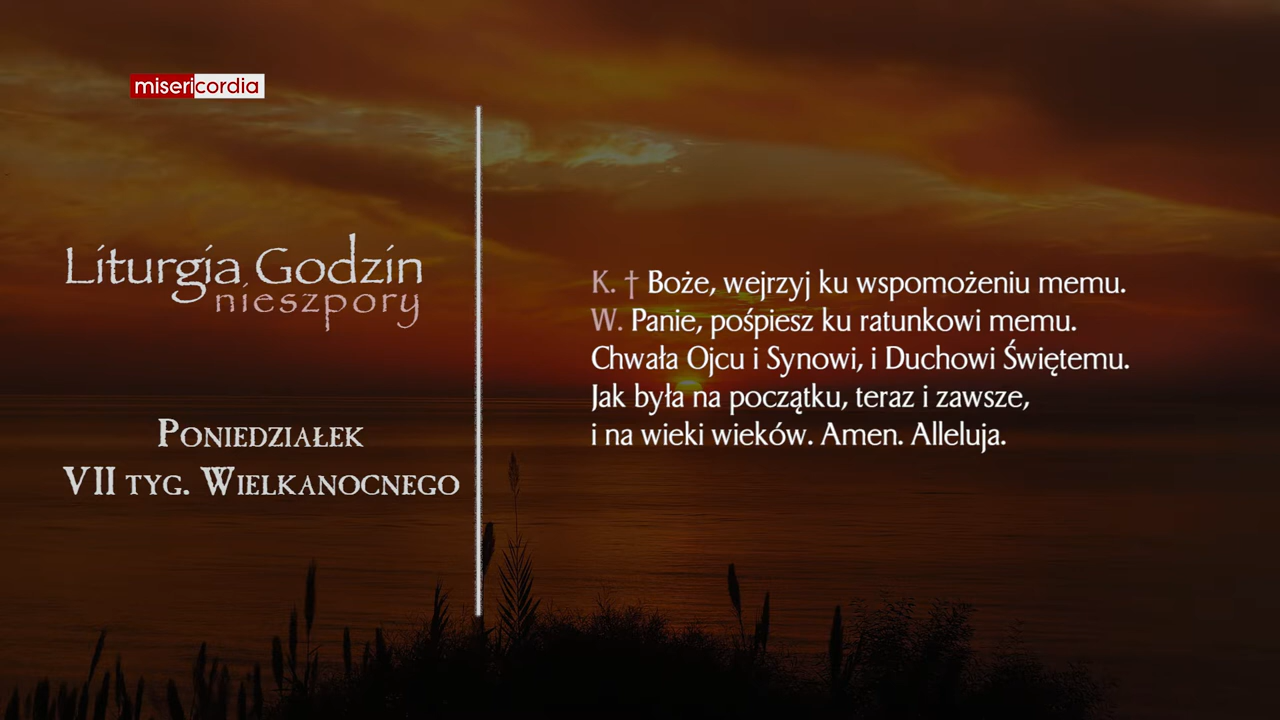 misericordia
Liturgia Godzin
nieszpory
Poniedziałek
VII tyg. Wielkanocnego
K. † Boże, wejrzyj ku wspomożeniu memu.
W. Panie, pośpiesz ku ratunkowi memu.
Chwała Ojcu i Synowi, i Duchowi Świętemu.
Jak była na początku, teraz i zawsze,
i na wieki wieków. Amen. Alleluja.